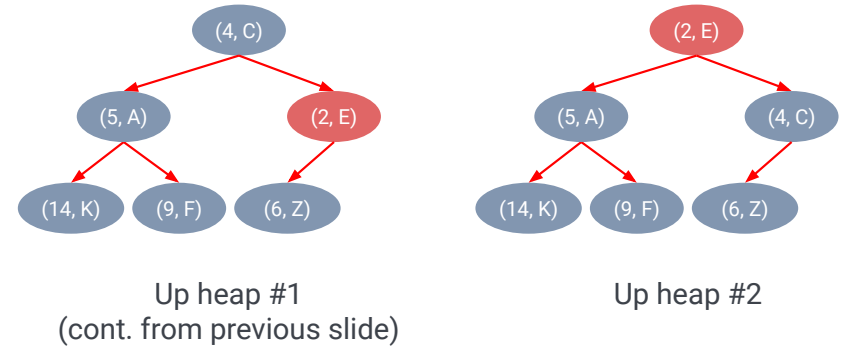 (4, C)
(5, A)
(2, E)
(14, K)
(9, F)
(6, Z)
Up heap #1
(cont. from previous slide)
(2, E)
(5, A)
(4, C)
(14, K)
(9, F)
(6, Z)
Up heap #2